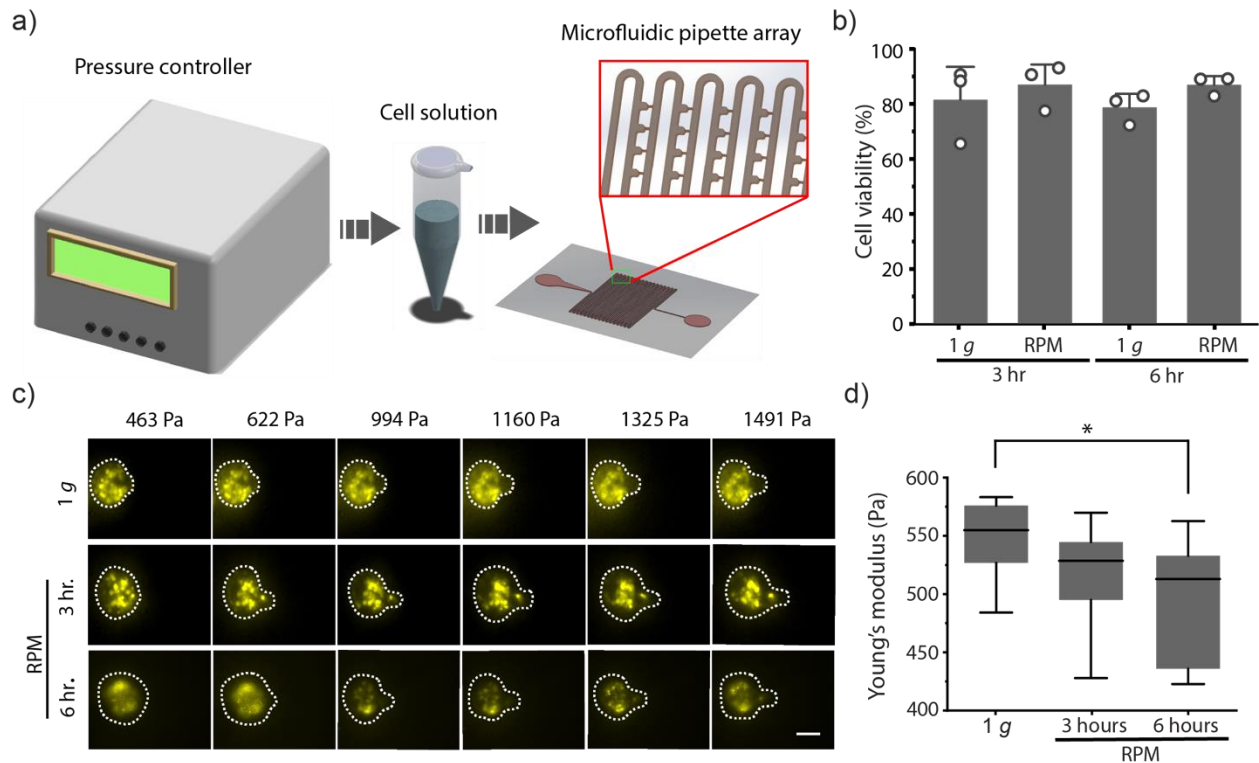 a)
Pressure controller
Cell solution
Microfluidic pipette array
b)
Cell viability (%)
100
80
60
40
20
0
1 g
RPM
1 g
RPM
3 hr
6 hr
c)
463 Pa
622 Pa
994 Pa
1160 Pa
1325 Pa
1491 Pa
1 g
3 hr.
6 hr.
RPM
d)
*
Young's modulus (Pa)
600
550
500
450
400
1 g
3 hours
6 hours
RPM